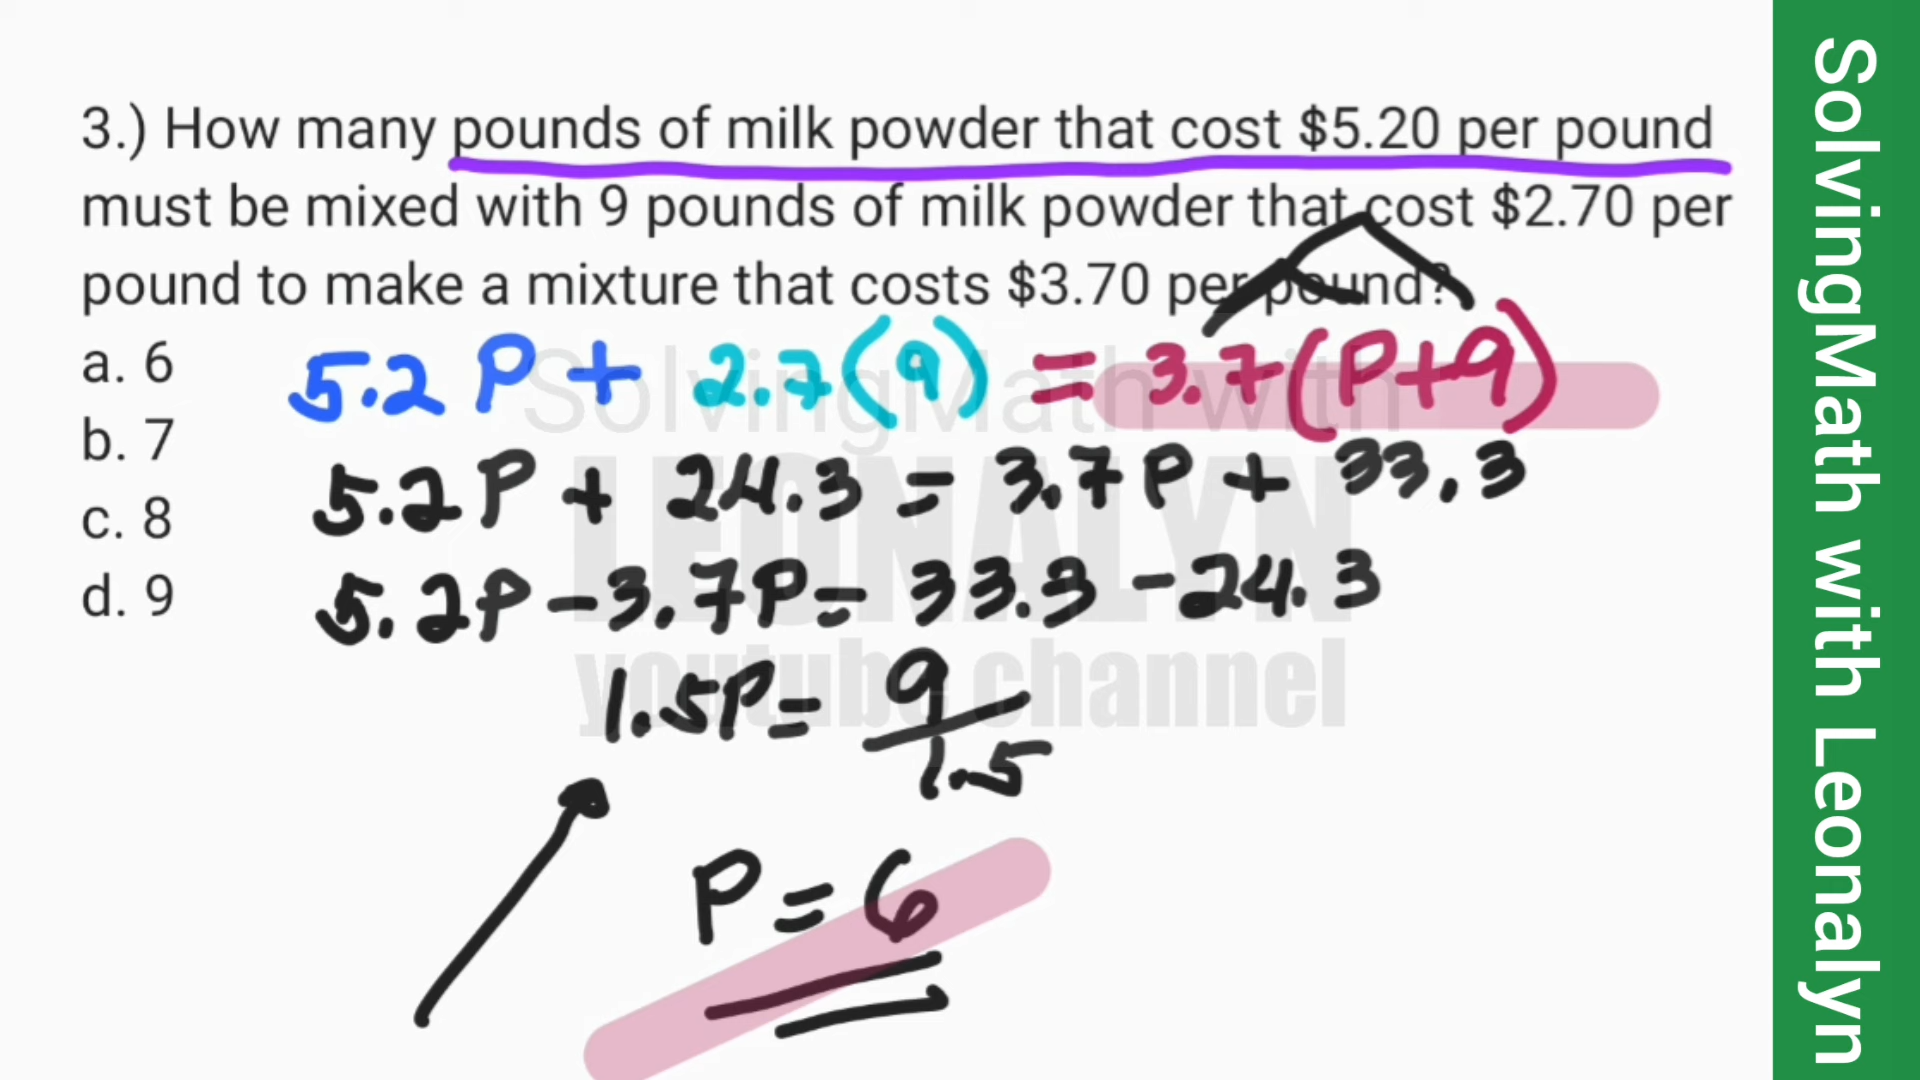 3.) How many pounds of milk powder that cost $5.20 per pound
must be mixed with 9 pounds of milk powder that cost $2.70 per
pound to make a mixture that costs $3.70 per pound?
a. 6
b. 7
c. 8
d. 9
5.2P + 2.7(9) = 3.7(P+9)
5.2P + 24.3 = 3.7P + 33.3
5.2P - 3.7P = 33.3 - 24.3
1.5P = 9
1.5
P = 6
SolvingMath with
LEONALYN
youtube channel
SolvingMath with Leonalyn